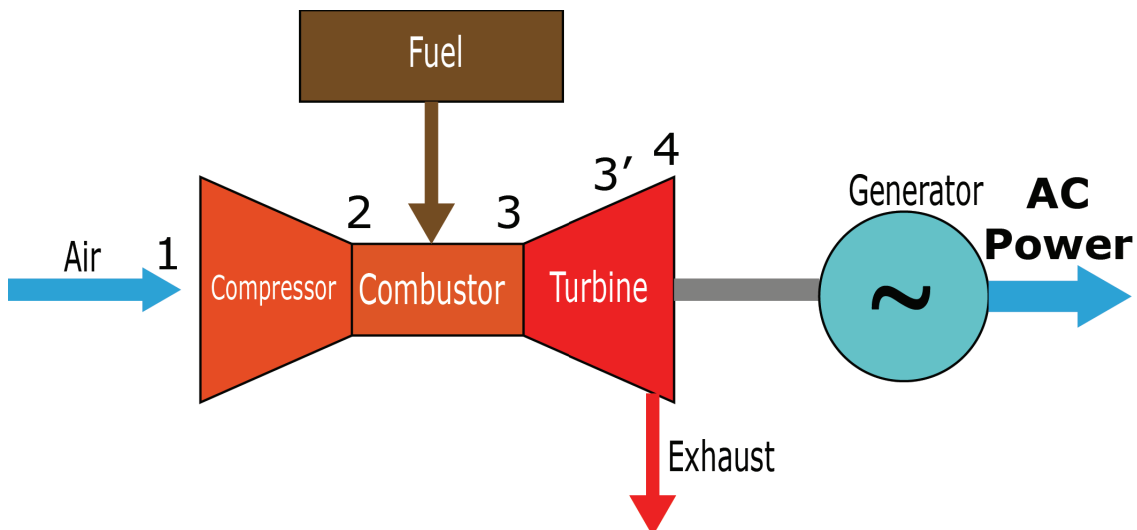 Fuel
Air
1
2
3
3′
4
Compressor
Combustor
Turbine
Generator
~
AC
Power
Exhaust